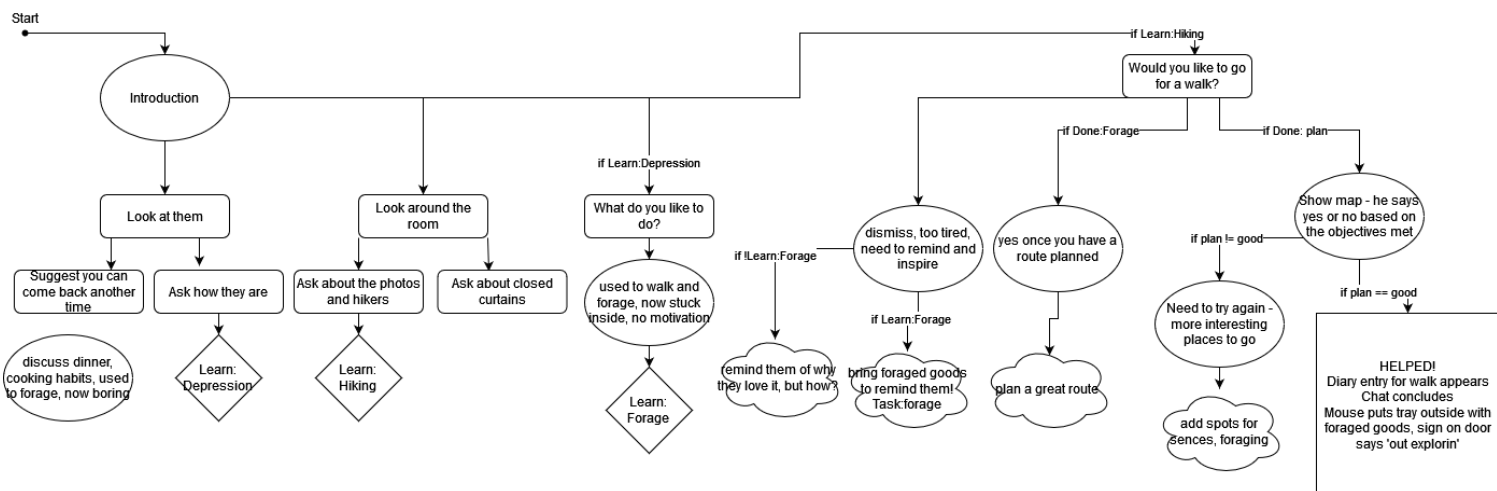 Start
Introduction
Look at them
Suggest you can
come back another
time
Ask how they are
discuss dinner,
cooking habits, used
to forage, now boring
Learn:
Depression
Look around the
room
Ask about the photos
and hikers
Ask about closed
curtains
Learn:
Hiking
if Learn:Depression
What do you like to
do?
used to walk and
forage, now stuck
inside, no motivation
Learn:
Forage
if Learn:Hiking
Would you like to go
for a walk?
dismiss, too tired,
need to remind and
inspire
if !Learn:Forage
remind them of why
they love it, but how?
if Learn:Forage
bring foraged goods
to remind them!
Task:forage
if Done:Forage
yes once you have a
route planned
plan a great route
if Done: plan
Show map - he says
yes or no based on
the objectives met
if plan != good
Need to try again -
more interesting
places to go
add spots for
sences, foraging
if plan == good
HELPED!
Diary entry for walk appears
Chat concludes
Mouse puts tray outside with
foraged goods, sign on door
says 'out explorin'